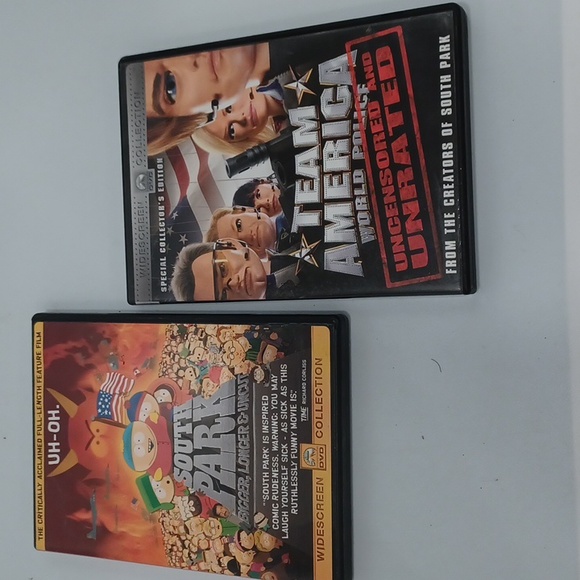 WIDESCREEN DVD COLLECTION
SPECIAL COLLECTOR'S EDITION
TEAM
AMERICA
WORLD POLICE
UNCENSORED AND
UNRATED
FROM THE CREATORS OF SOUTH PARK
THE CRITICALLY ACCLAIMED FULL-LENGTH FEATURE FILM
UH-OH.
SOUTH
PARK
BIGGER, LONGER & UNCUT
"'SOUTH PARK' IS INSPIRED
COMIC RUDENESS. WARNING: YOU MAY
LAUGH YOURSELF SICK - AS SICK AS THIS
RUTHLESSLY FUNNY MOVIE IS."
TIME RICHARD CORLISS
WIDESCREEN DVD COLLECTION